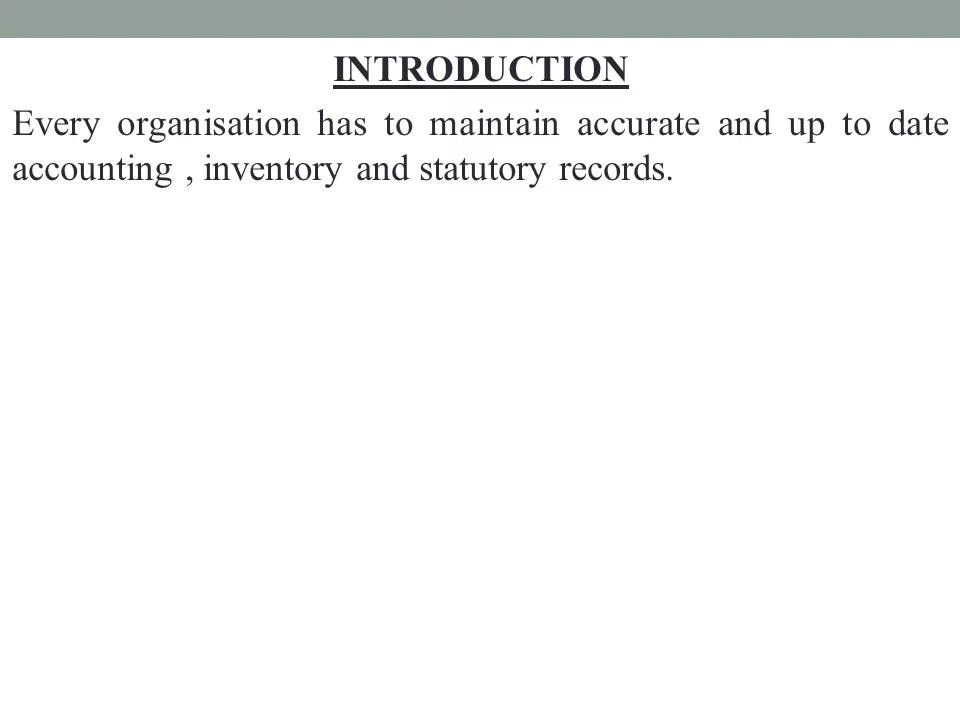 INTRODUCTION
Every organisation has to maintain accurate and up to date
accounting , inventory and statutory records.